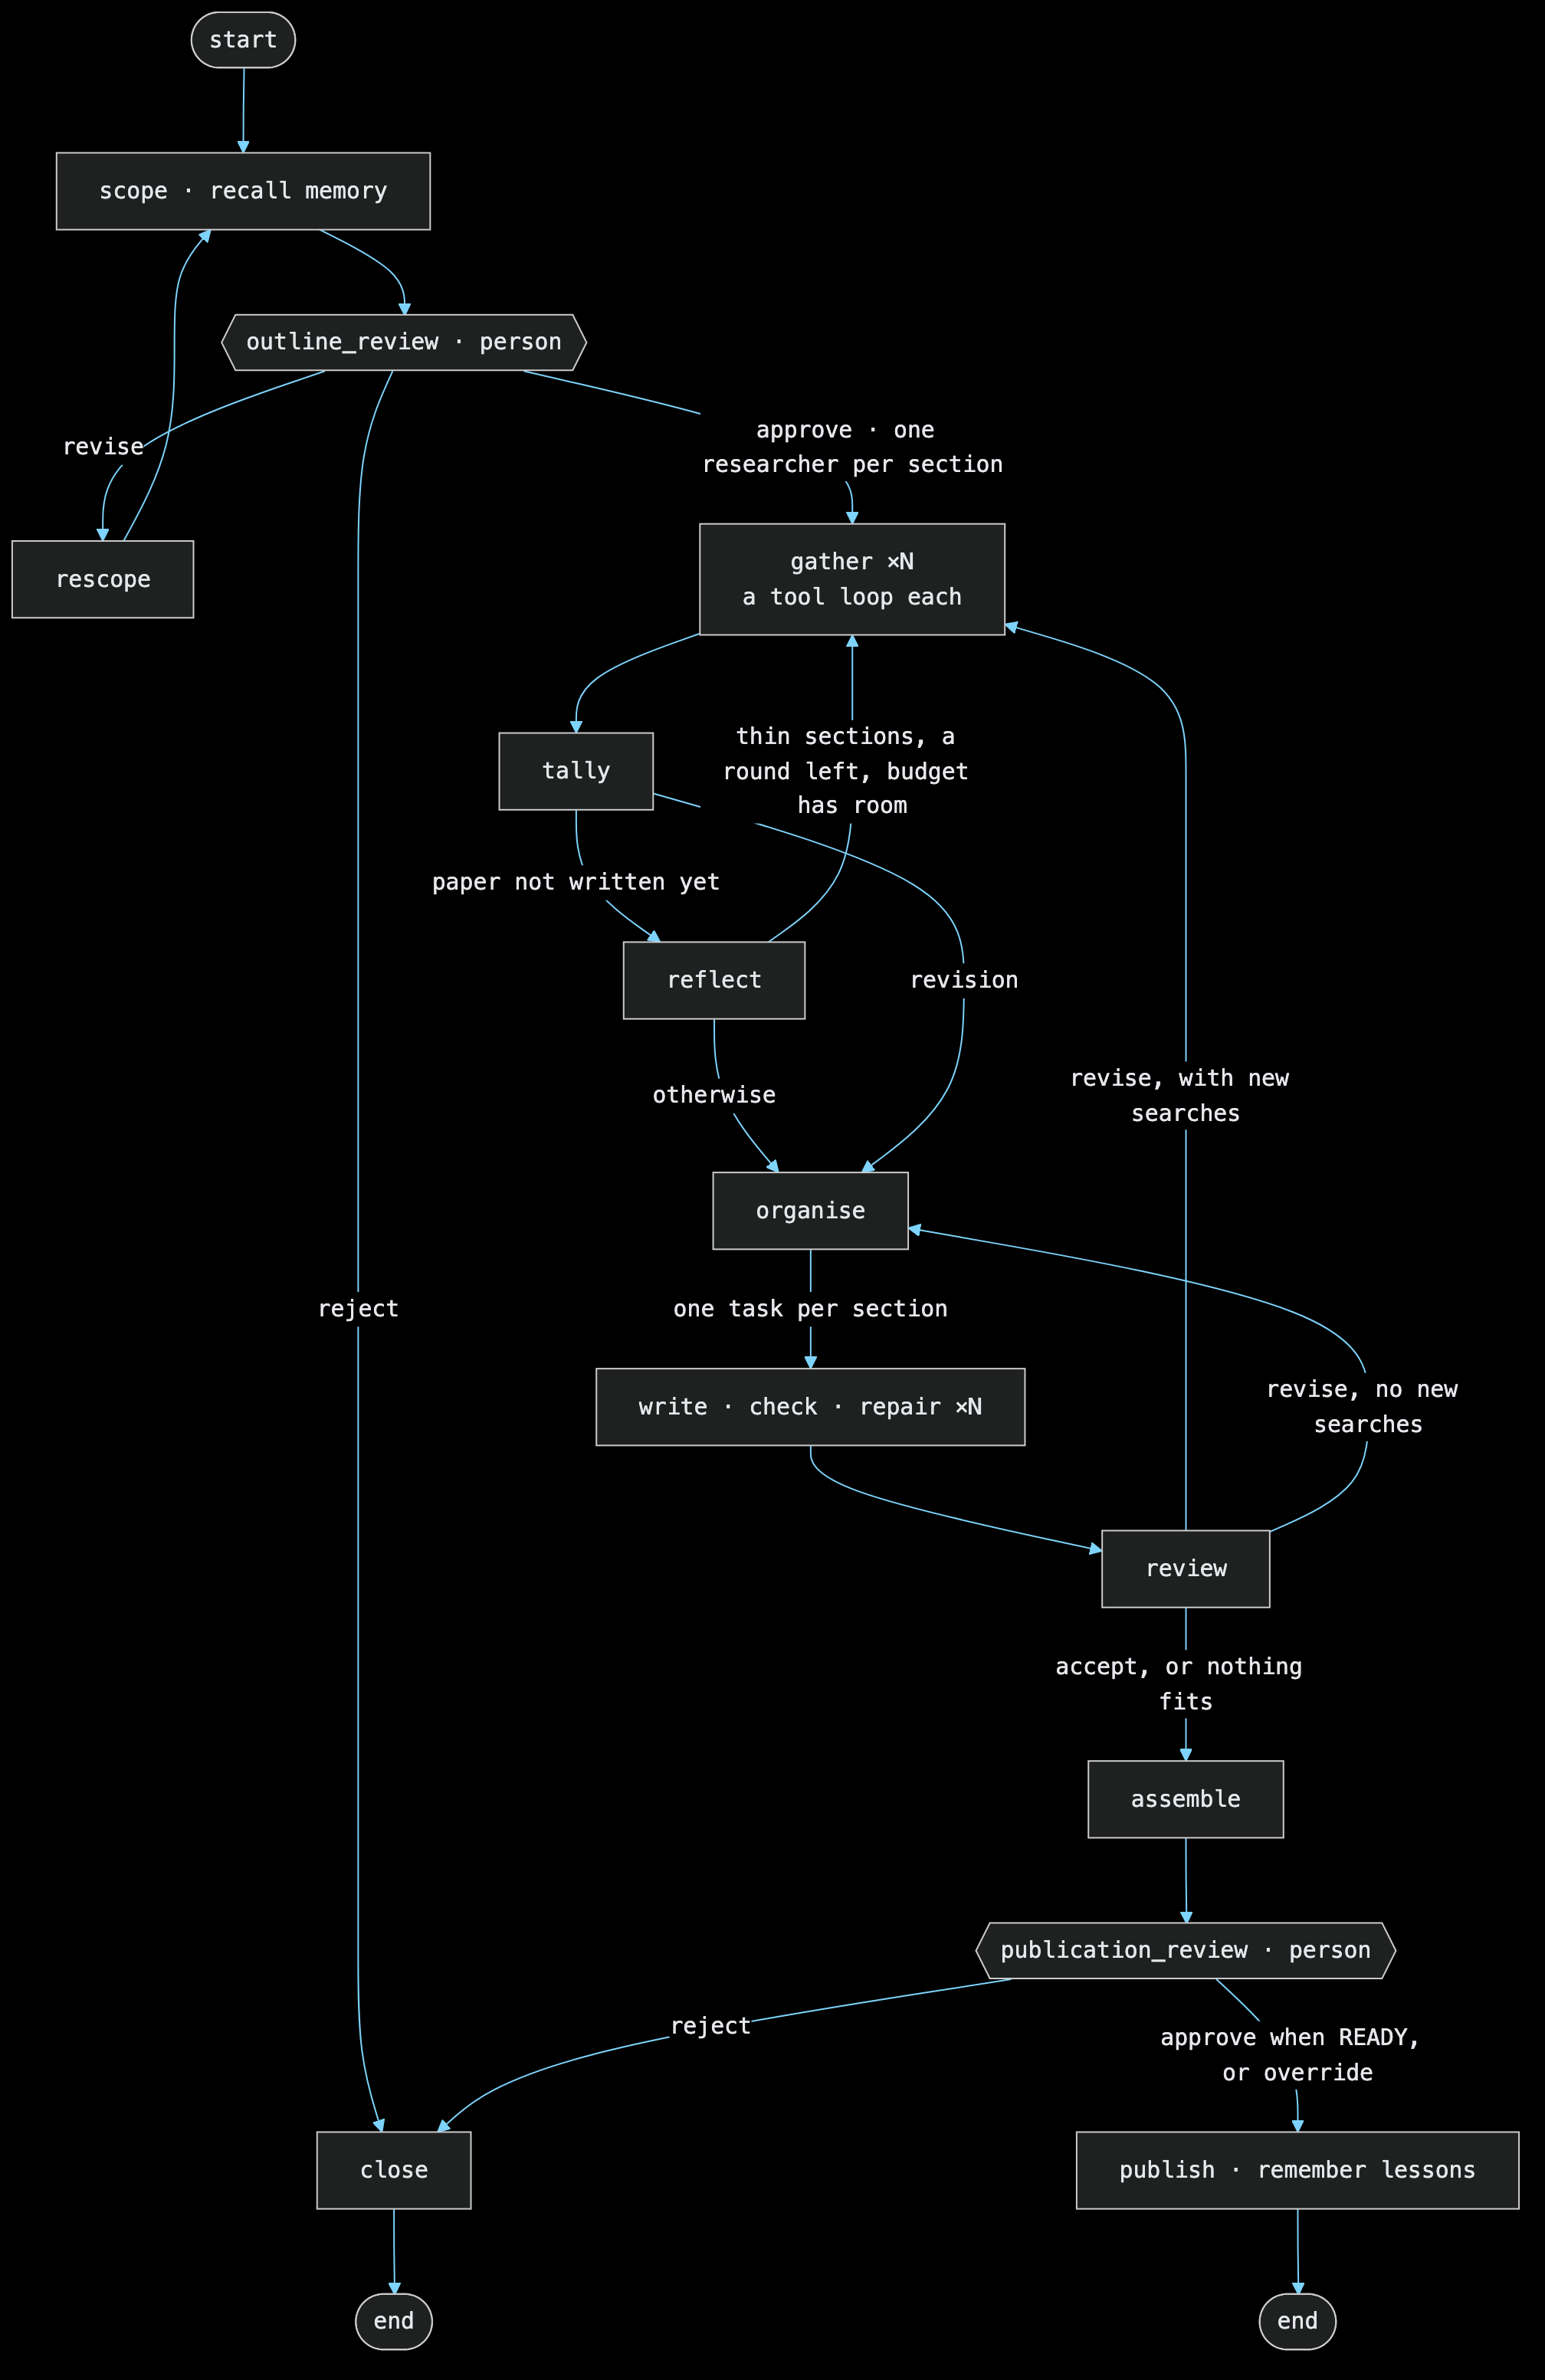 start
scope · recall memory
outline_review · person
revise
approve · one
researcher per section
rescope
gather ×N
a tool loop each
tally
thin sections, a
round left, budget
has room
paper not written yet
reflect
revision
otherwise
revise, with new
searches
organise
reject
one task per section
write · check · repair ×N
revise, no new
searches
review
accept, or nothing
fits
assemble
publication_review · person
reject
approve when READY,
or override
close
publish · remember lessons
end
end